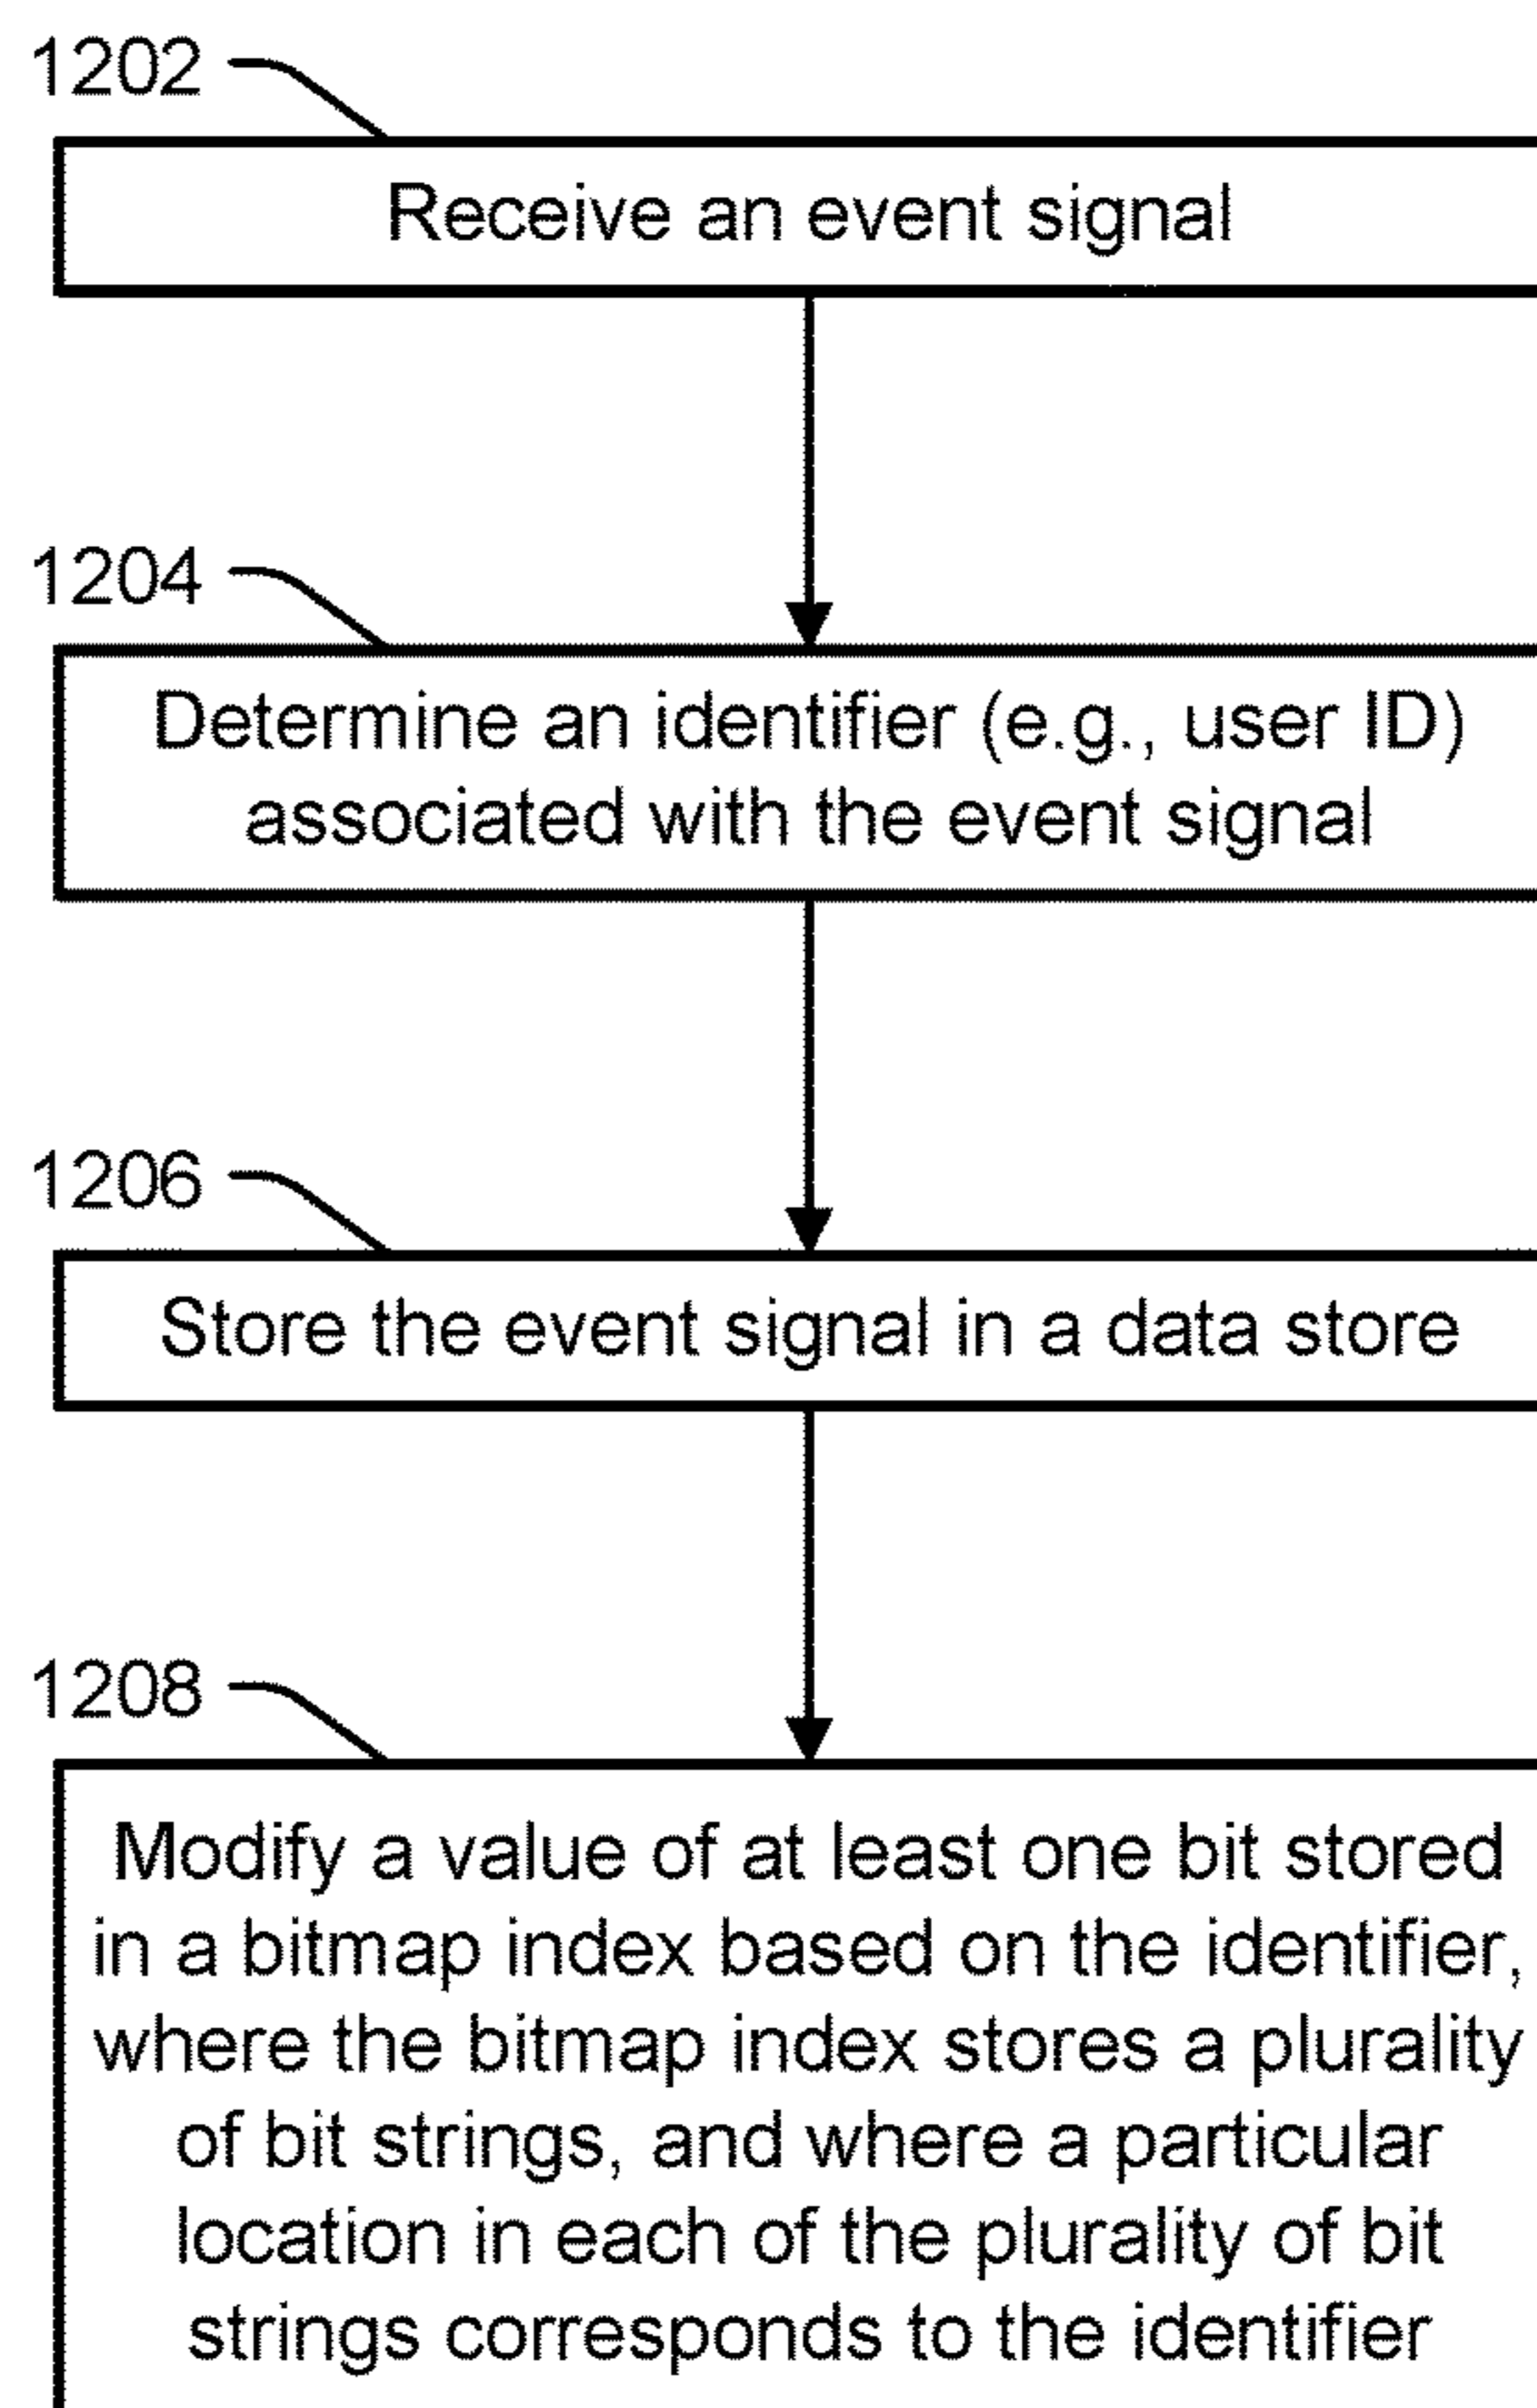 1202
Receive an event signal
1204
Determine an identifier (e.g., user ID)
associated with the event signal
1206
Store the event signal in a data store
1208
Modify a value of at least one bit stored
in a bitmap index based on the identifier,
where the bitmap index stores a plurality
of bit strings, and where a particular
location in each of the plurality of bit
strings corresponds to the identifier